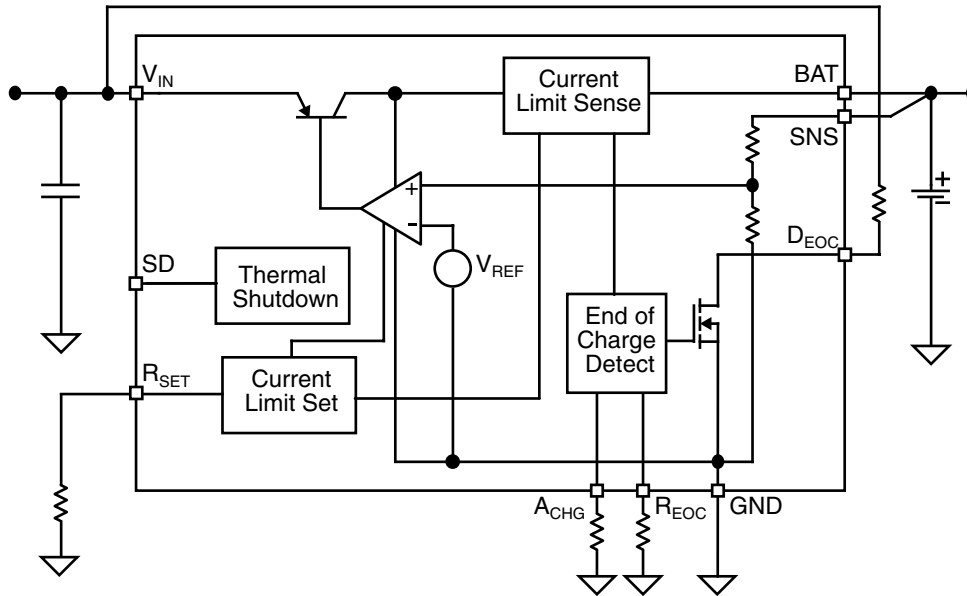 V_IN
Current
Limit Sense
BAT
SNS
+
-
V_REF
+
D_EOC
SD
Thermal
Shutdown
End of
Charge
Detect
R_SET
Current
Limit Set
A_CHG
R_EOC
GND